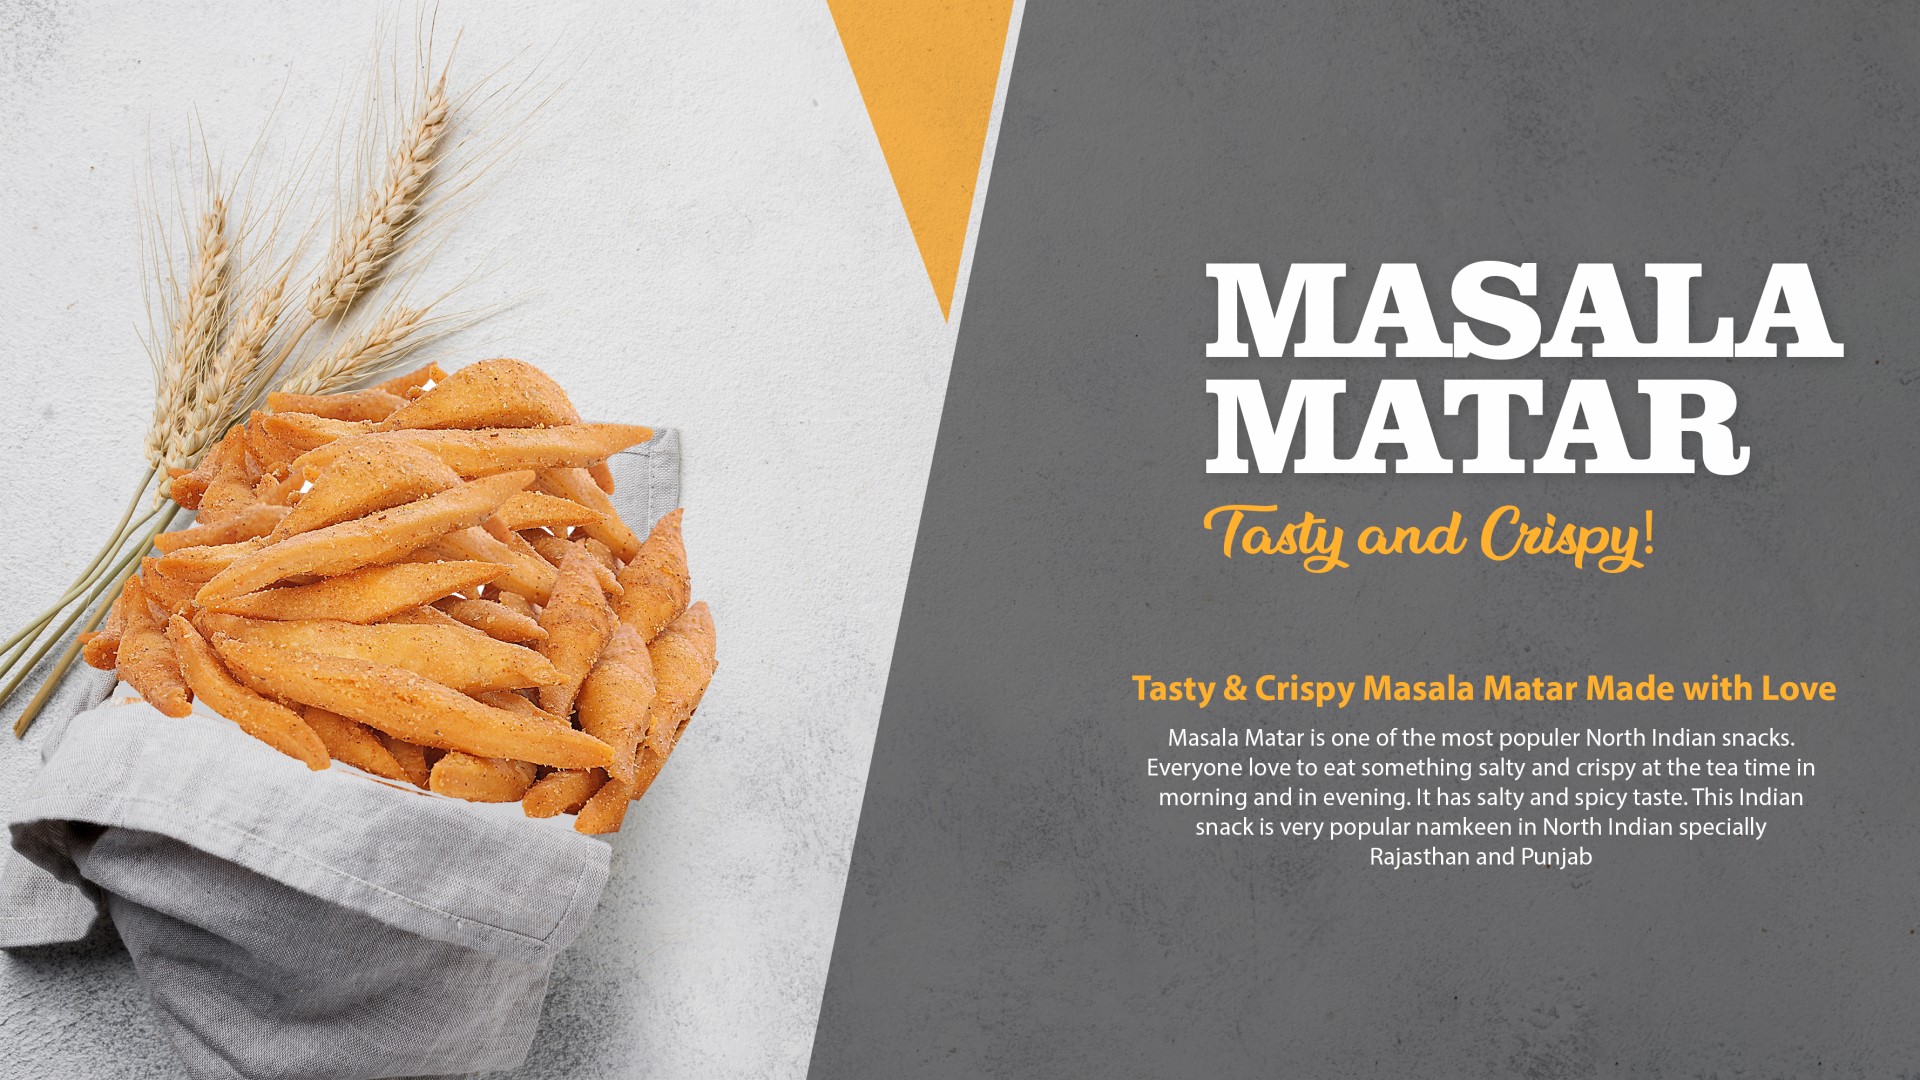 MASALA
MATAR
Tasty and Crispy!
Tasty & Crispy Masala Matar Made with Love
Masala Matar is one of the most populer North Indian snacks.
Everyone love to eat something salty and crispy at the tea time in
morning and in evening. It has salty and spicy taste. This Indian
snack is very popular namkeen in North Indian specially
Rajasthan and Punjab